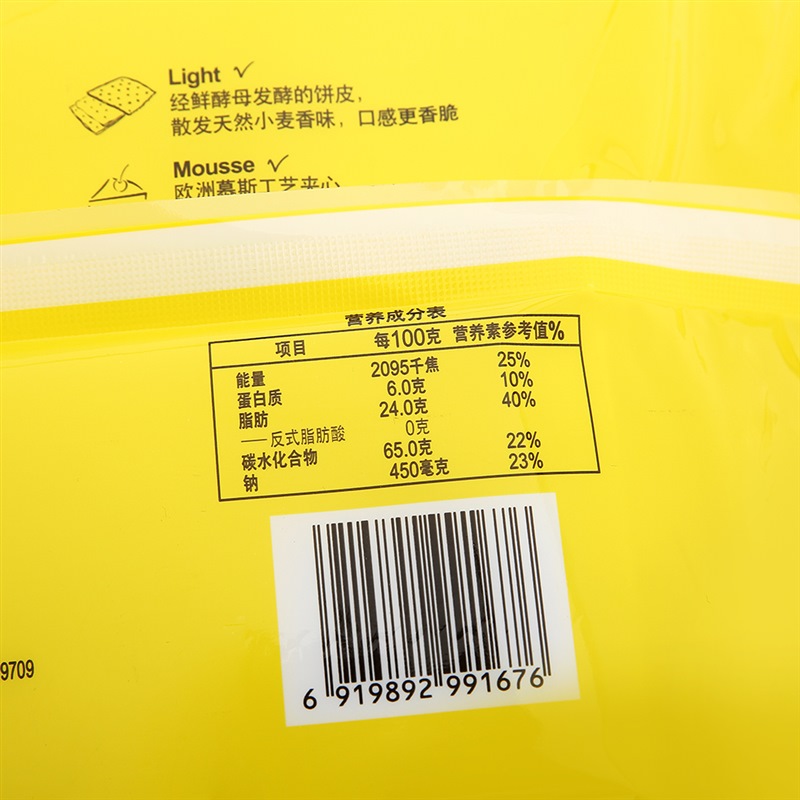 Light ✓
经鲜酵母发酵的饼皮，
散发天然小麦香味，口感更香脆
Mousse ✓
欧洲慕斯工艺夹心
营养成分表
项目 每100克 营养素参考值%
能量 2095千焦 25%
蛋白质 6.0克 10%
脂肪 24.0克 40%
——反式脂肪酸 0克
碳水化合物 65.0克 22%
钠 450毫克 23%
9709
6 919892 991676